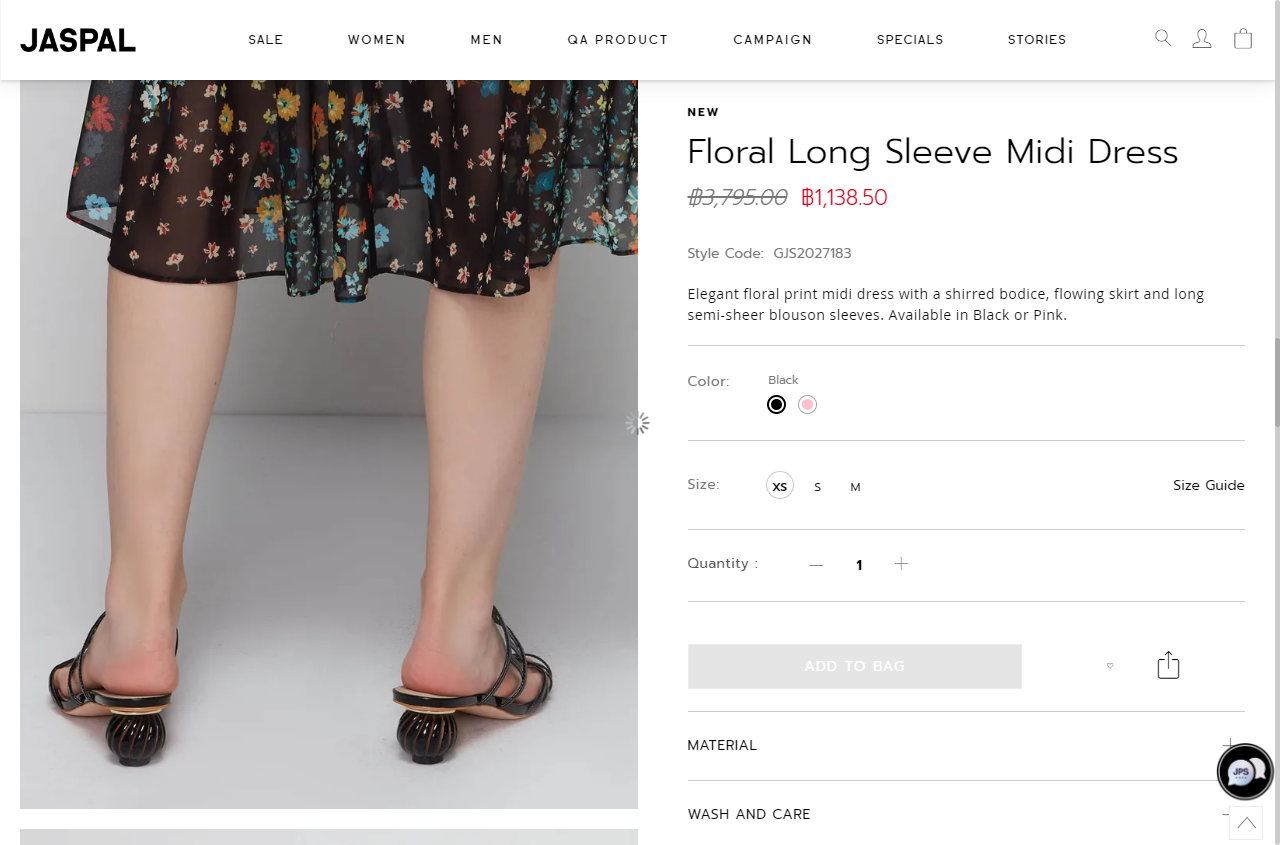 JASPAL
SALE
WOMEN
MEN
QA PRODUCT
CAMPAIGN
SPECIALS
STORIES
NEW
Floral Long Sleeve Midi Dress
฿3,795.00 ฿1,138.50
Style Code: GJS2027183
Elegant floral print midi dress with a shirred bodice, flowing skirt and long
semi-sheer blouson sleeves. Available in Black or Pink.
Color: Black
Size: XS S M Size Guide
Quantity : — 1 +
ADD TO BAG
MATERIAL +
JPS
WASH AND CARE